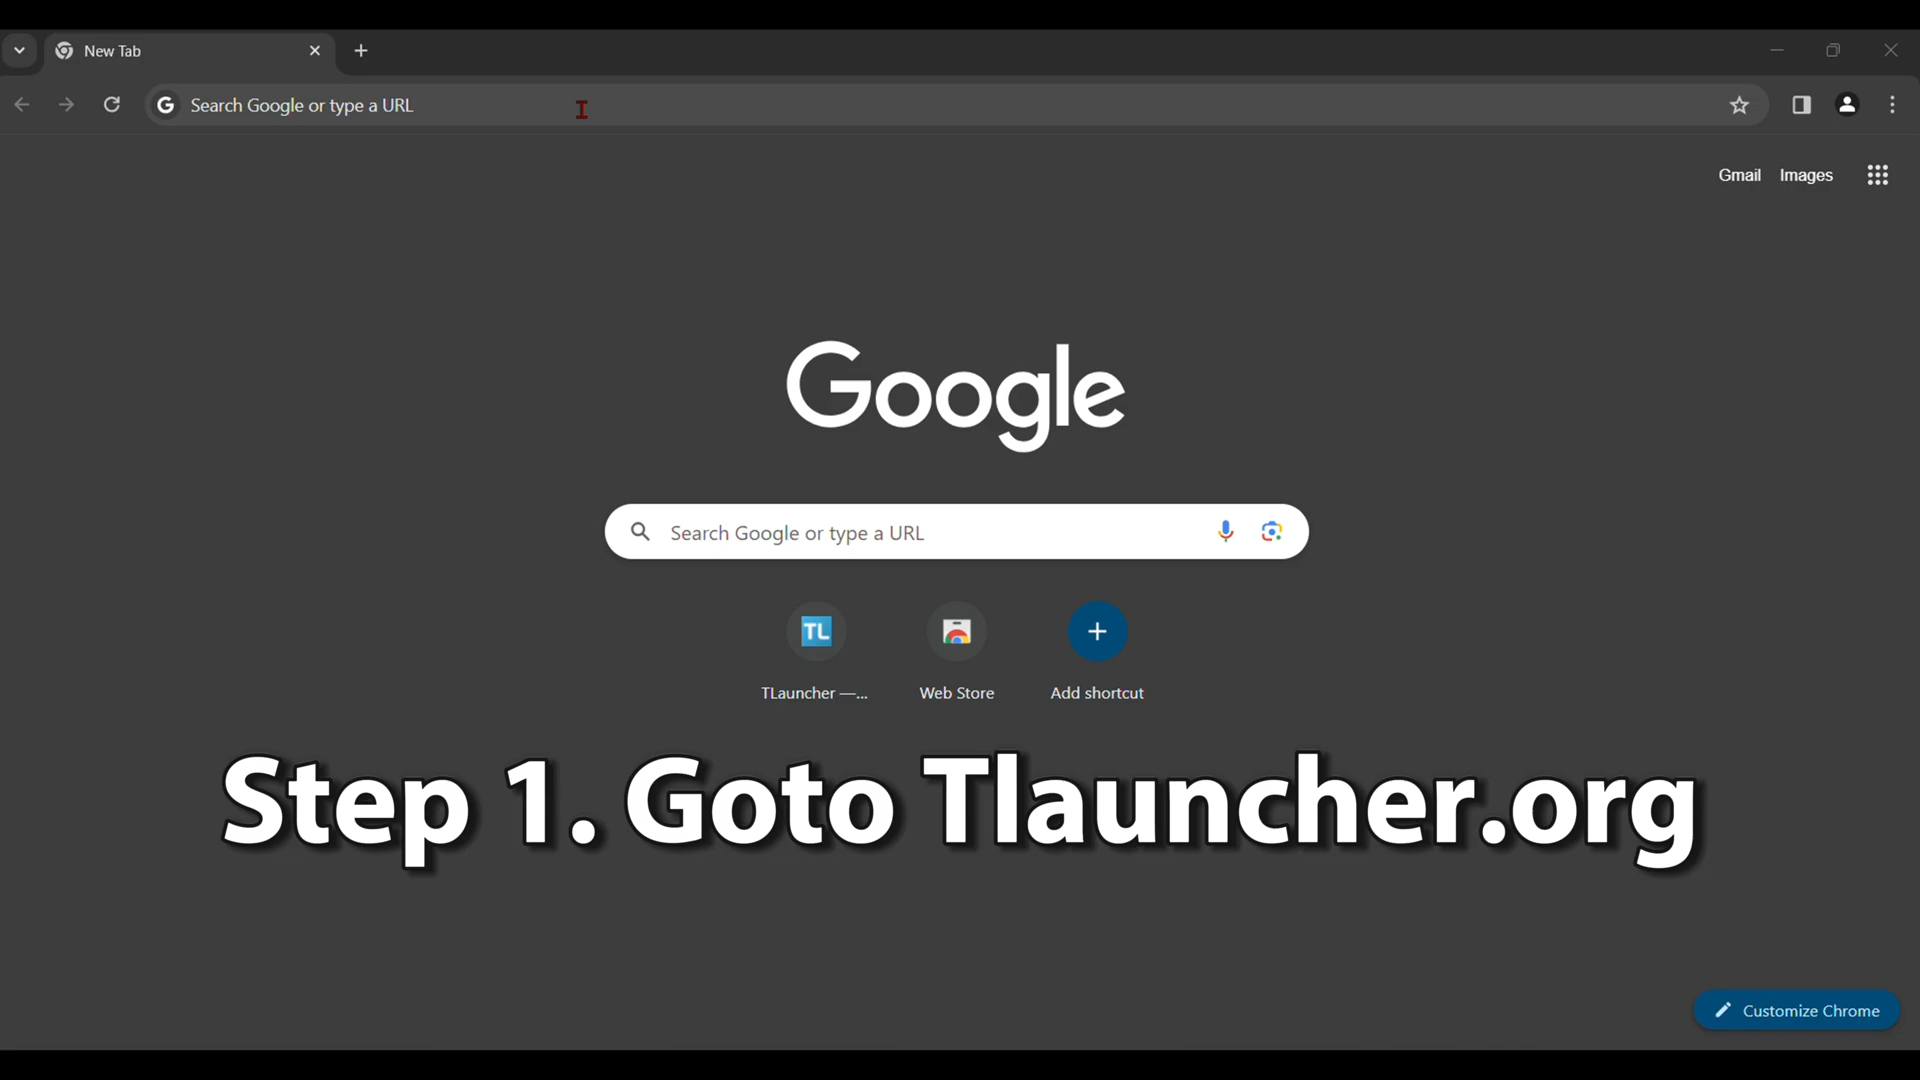 New Tab
Search Google or type a URL
Gmail Images
Google
Search Google or type a URL
TL
TLauncher —... Web Store Add shortcut
Step 1. Goto Tlauncher.org
Customize Chrome